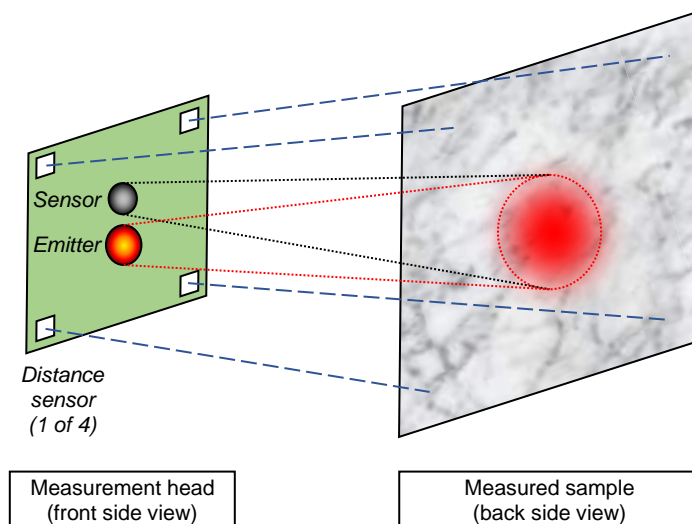 Sensor
Emitter
Distance
sensor
(1 of 4)
Measurement head
(front side view)
Measured sample
(back side view)